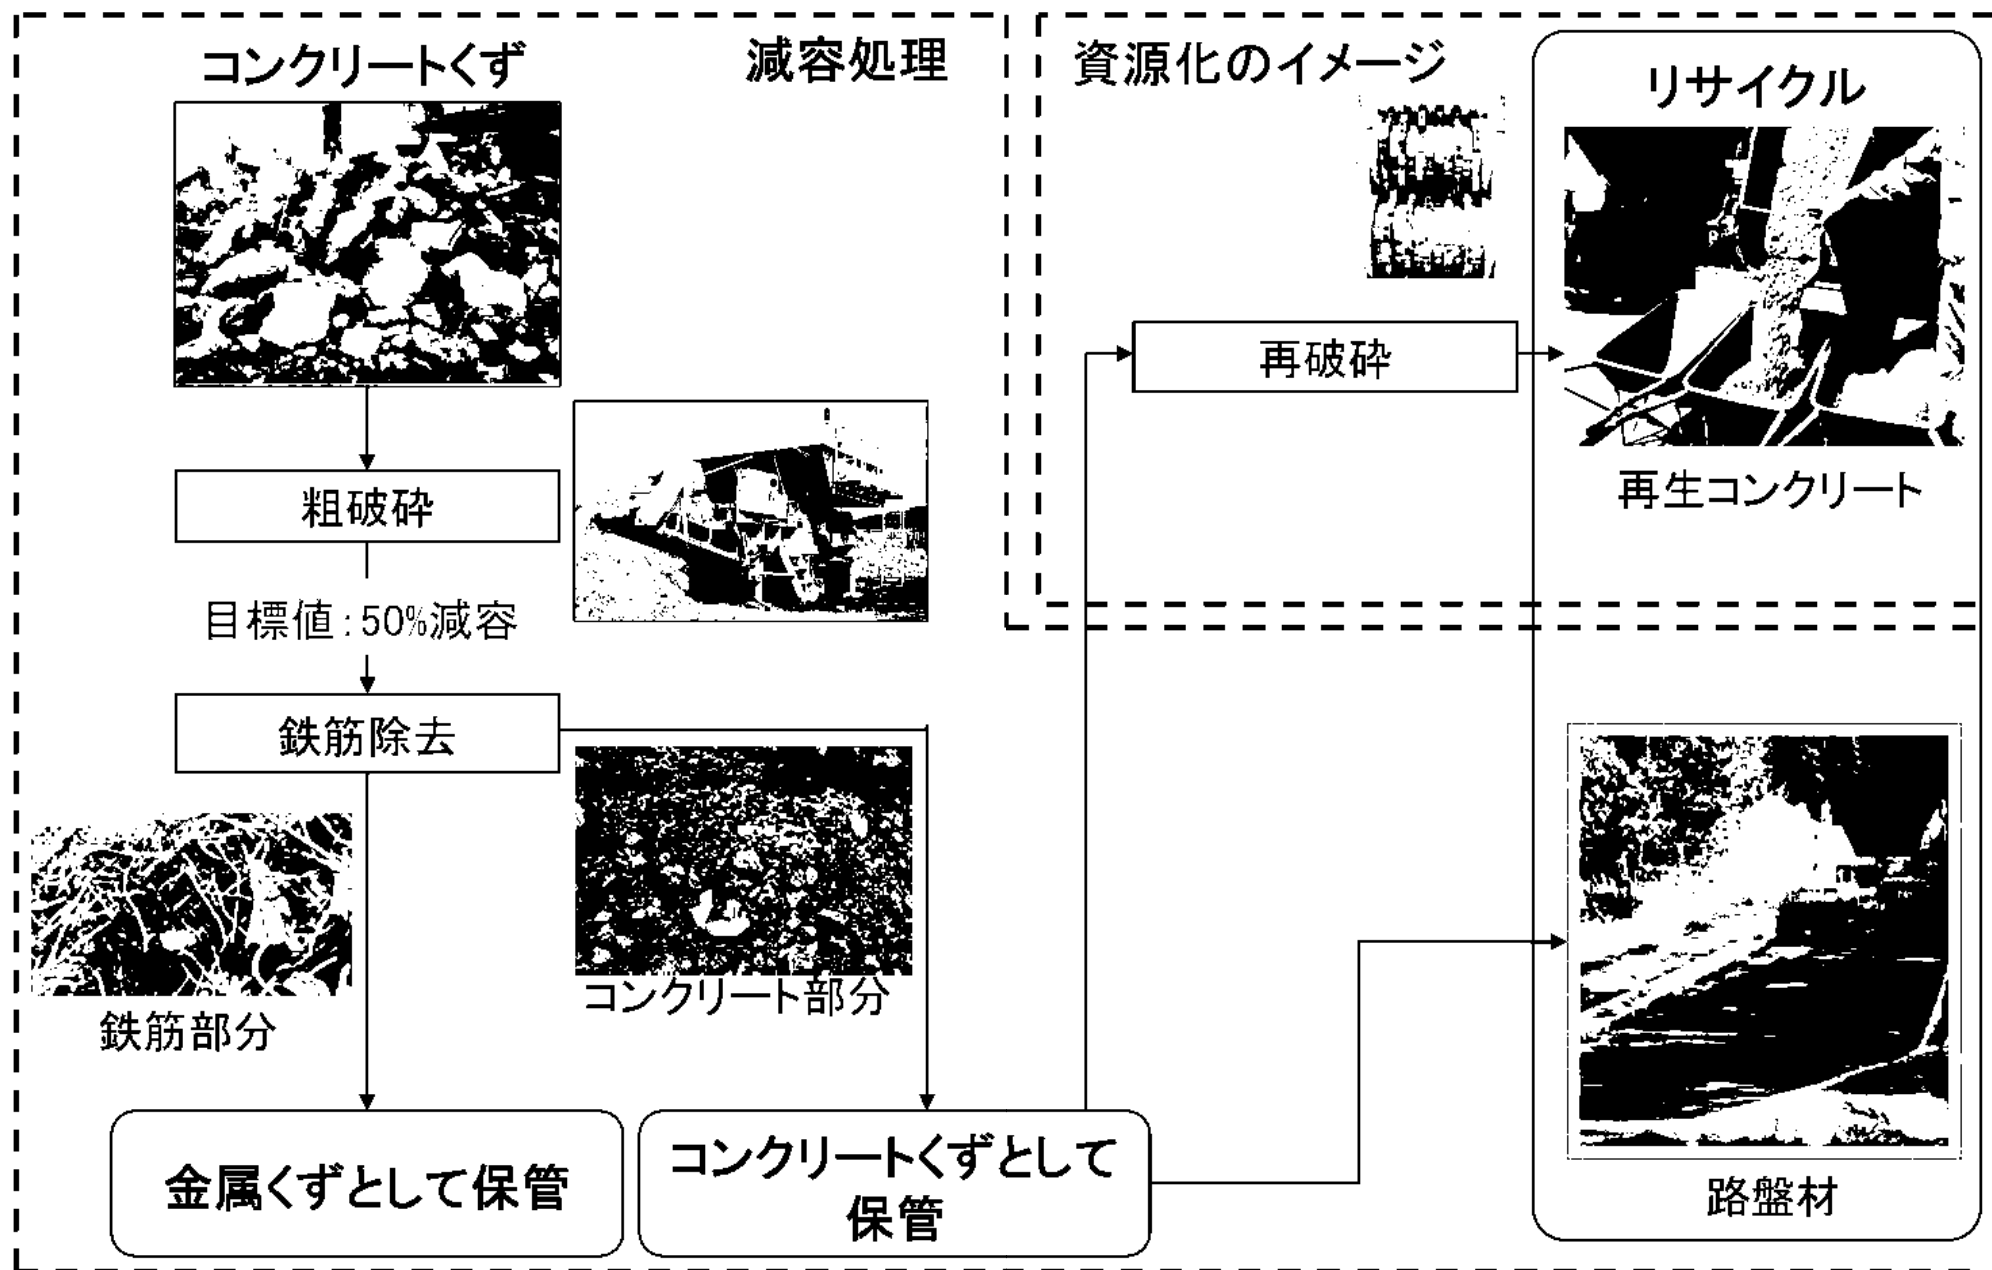 コンクリートくず
減容処理
粗破砕
目標値:50%減容
鉄筋除去
鉄筋部分
コンクリート部分
金属くずとして保管
コンクリートくずとして
保管
資源化のイメージ
再破砕
リサイクル
再生コンクリート
路盤材